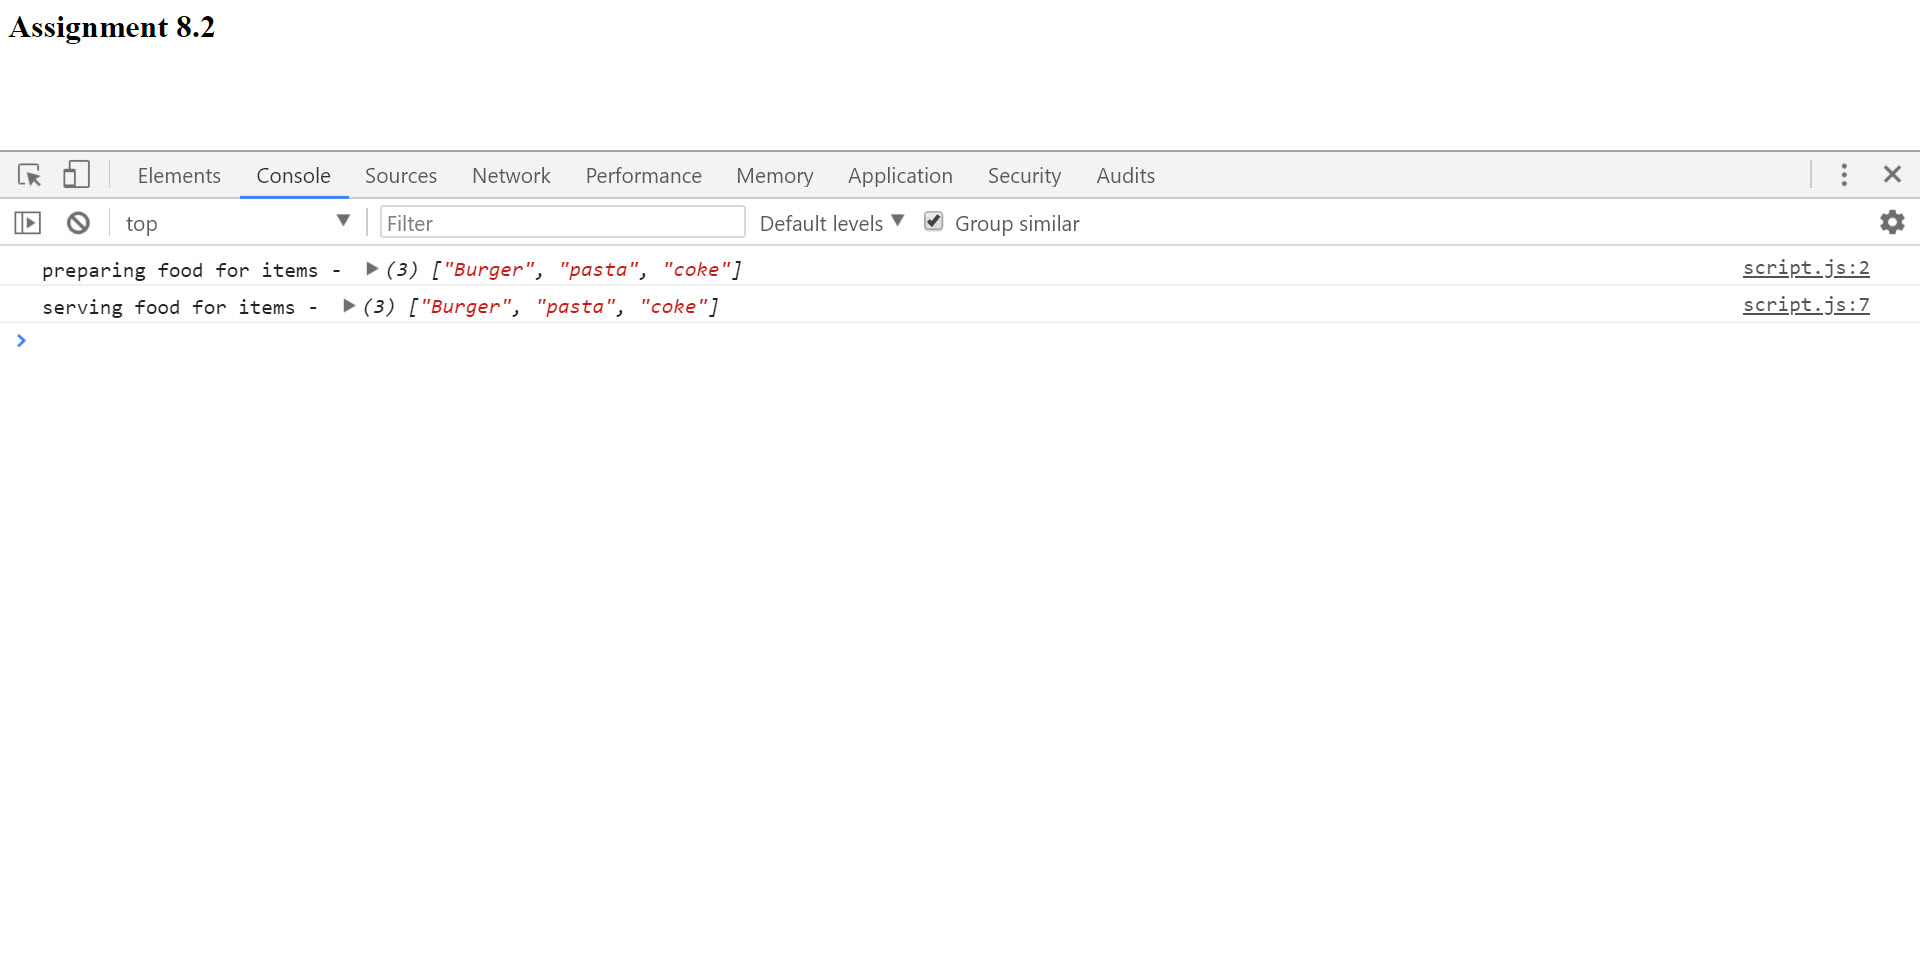 Assignment 8.2
Elements Console Sources Network Performance Memory Application Security Audits
top Filter Default levels Group similar
preparing food for items - (3) ["Burger", "pasta", "coke"] script.js:2
serving food for items - (3) ["Burger", "pasta", "coke"] script.js:7